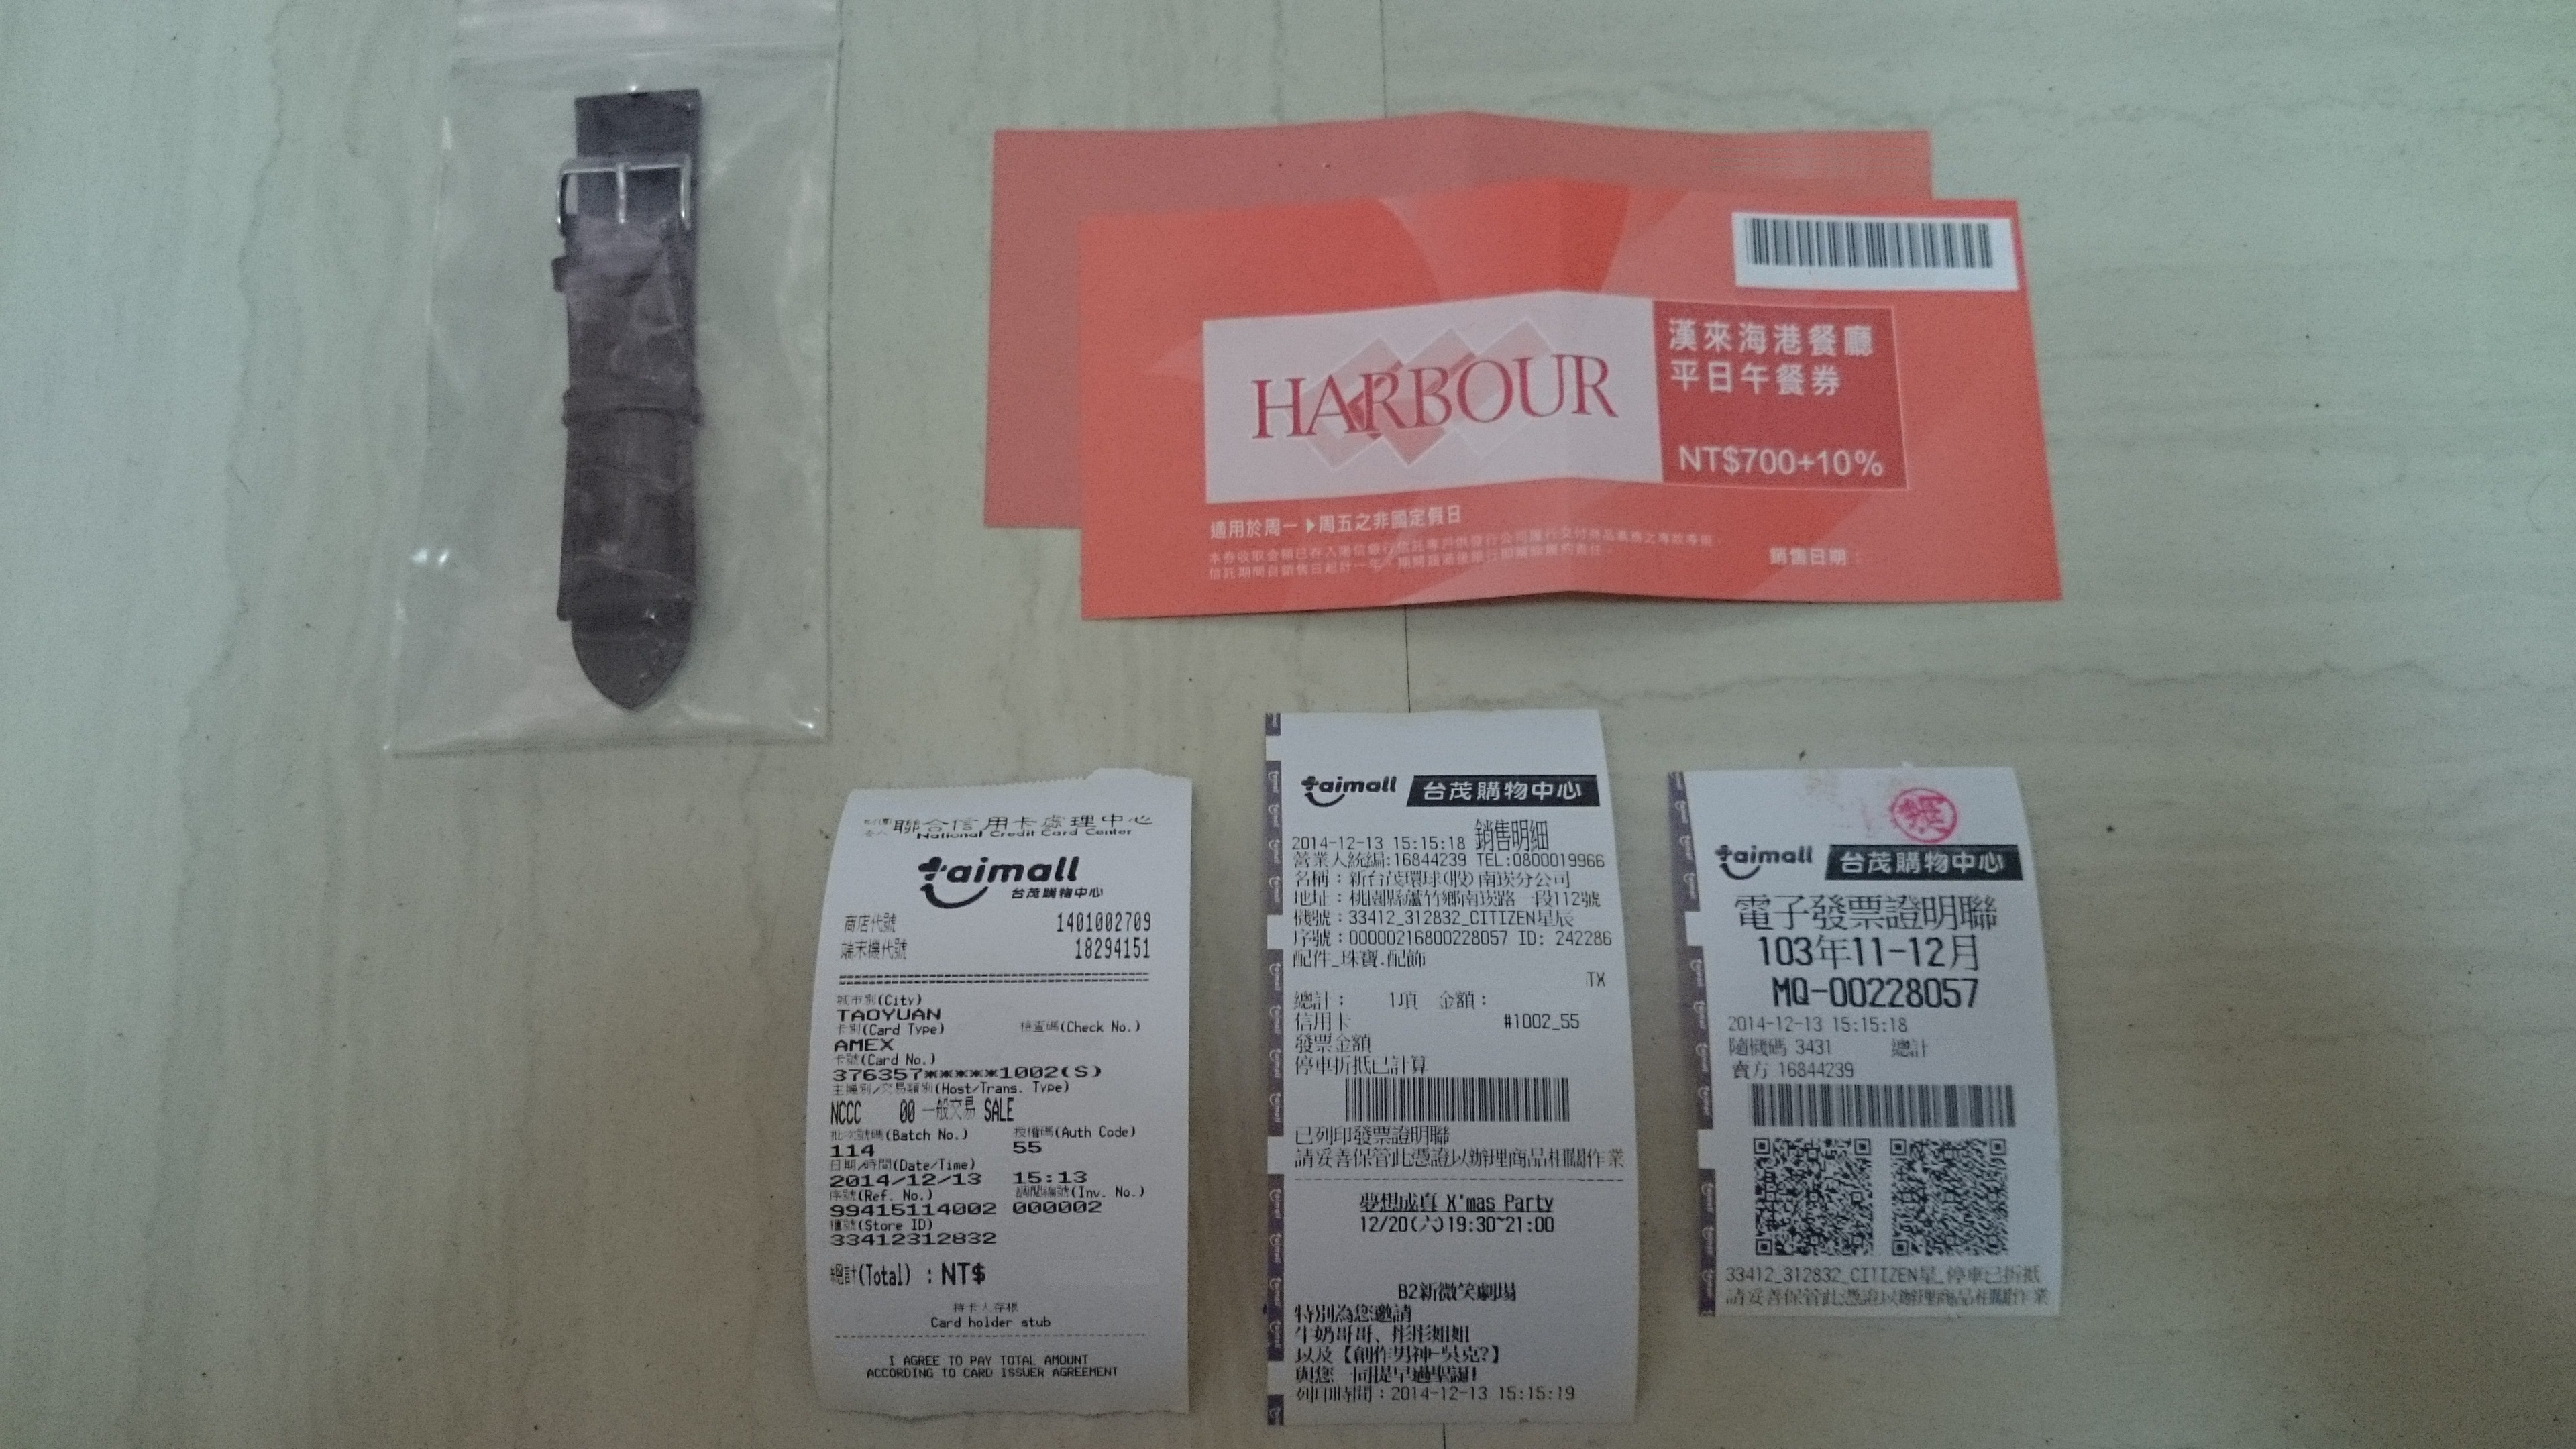 HARBOUR
漢來海港餐廳
平日午餐券
NT$700+10%
適用於周一▶周五之非國定假日
銷售日期：
聯合信用卡處理中心
National Credit Card Center
taimall
台茂購物中心
商店代號 1401002709
端末機代號 18294151
城市別(City)
TAOYUAN
卡別(Card Type) 檢查碼(Check No.)
AMEX
卡號(Card No.)
376357*****1002(S)
主機別/交易類別(Host/Trans. Type)
NCCC 00 一般交易 SALE
批次號碼(Batch No.) 授權碼(Auth Code)
114 55
日期/時間(Date/Time)
2014/12/13 15:13
序號(Ref. No.) 調閱編號(Inv. No.)
99415114002 000002
櫃號(Store ID)
33412312832
總計(Total) : NT$
持卡人存根
Card holder stub
I AGREE TO PAY TOTAL AMOUNT
ACCORDING TO CARD ISSUER AGREEMENT
taimall 台茂購物中心
2014-12-13 15:15:18 銷售明細
營業人統編:16844239 TEL:0800019966
名稱：新台茂環球(股)南崁分公司
地址：桃園縣蘆竹鄉南崁路一段112號
機號：33412_312832_CITIZEN星辰
序號：00000216800228057 ID: 242286
配件_珠寶.配飾
TX
總計： 1項 金額：
信用卡 #1002_55
發票金額
停車折抵已計算
已列印發票證明聯
請妥善保管此憑證以辦理商品相關作業
夢想成真 X'mas Party
12/20(六)19:30~21:00
B2新微笑劇場
特別為您邀請
牛奶哥哥、彤彤姐姐
以及【創作男神-吳克?】
與您一同提早過聖誕!
列印時間：2014-12-13 15:15:19
taimall 台茂購物中心
電子發票證明聯
103年11-12月
MQ-00228057
2014-12-13 15:15:18
隨機碼 3431 總計
賣方 16844239
33412_312832_CITIZEN星_停車已折抵
請妥善保管此憑證以辦理商品相關作業